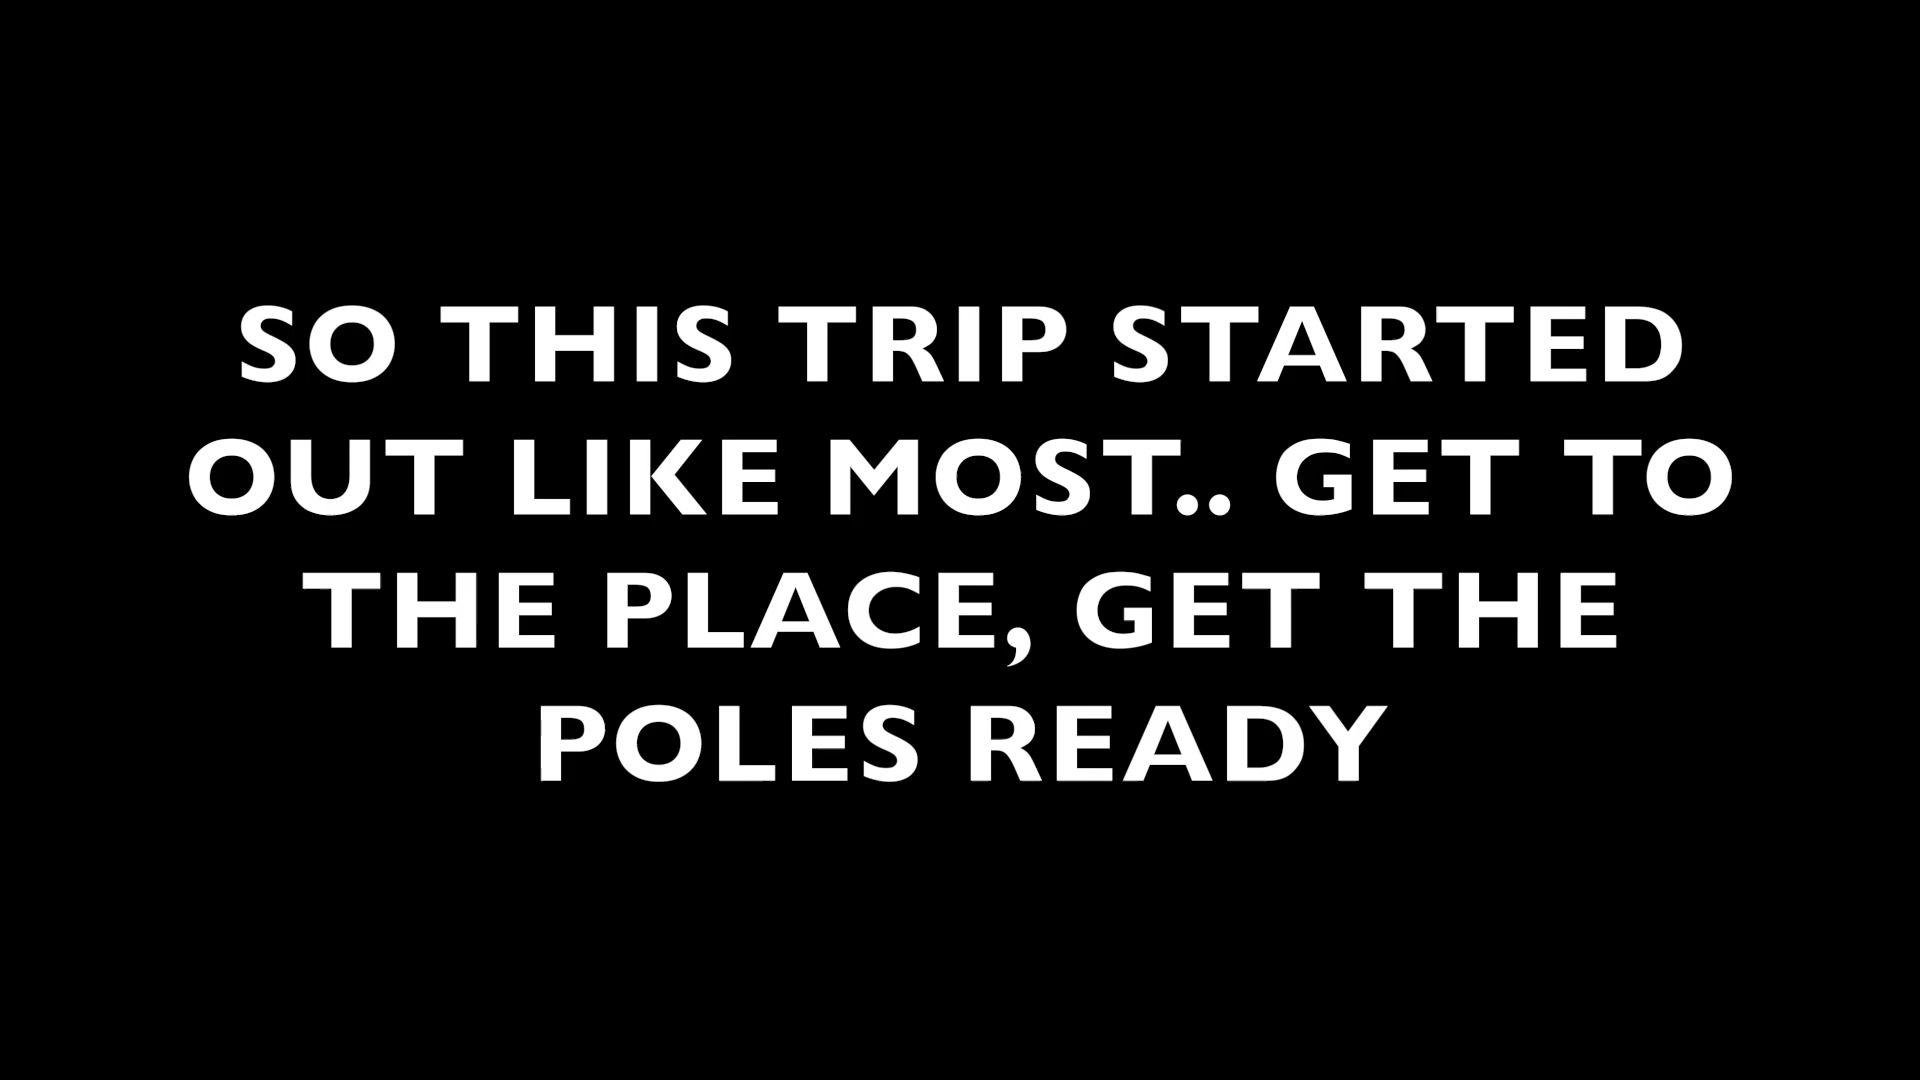 SO THIS TRIP STARTED
OUT LIKE MOST.. GET TO
THE PLACE, GET THE
POLES READY